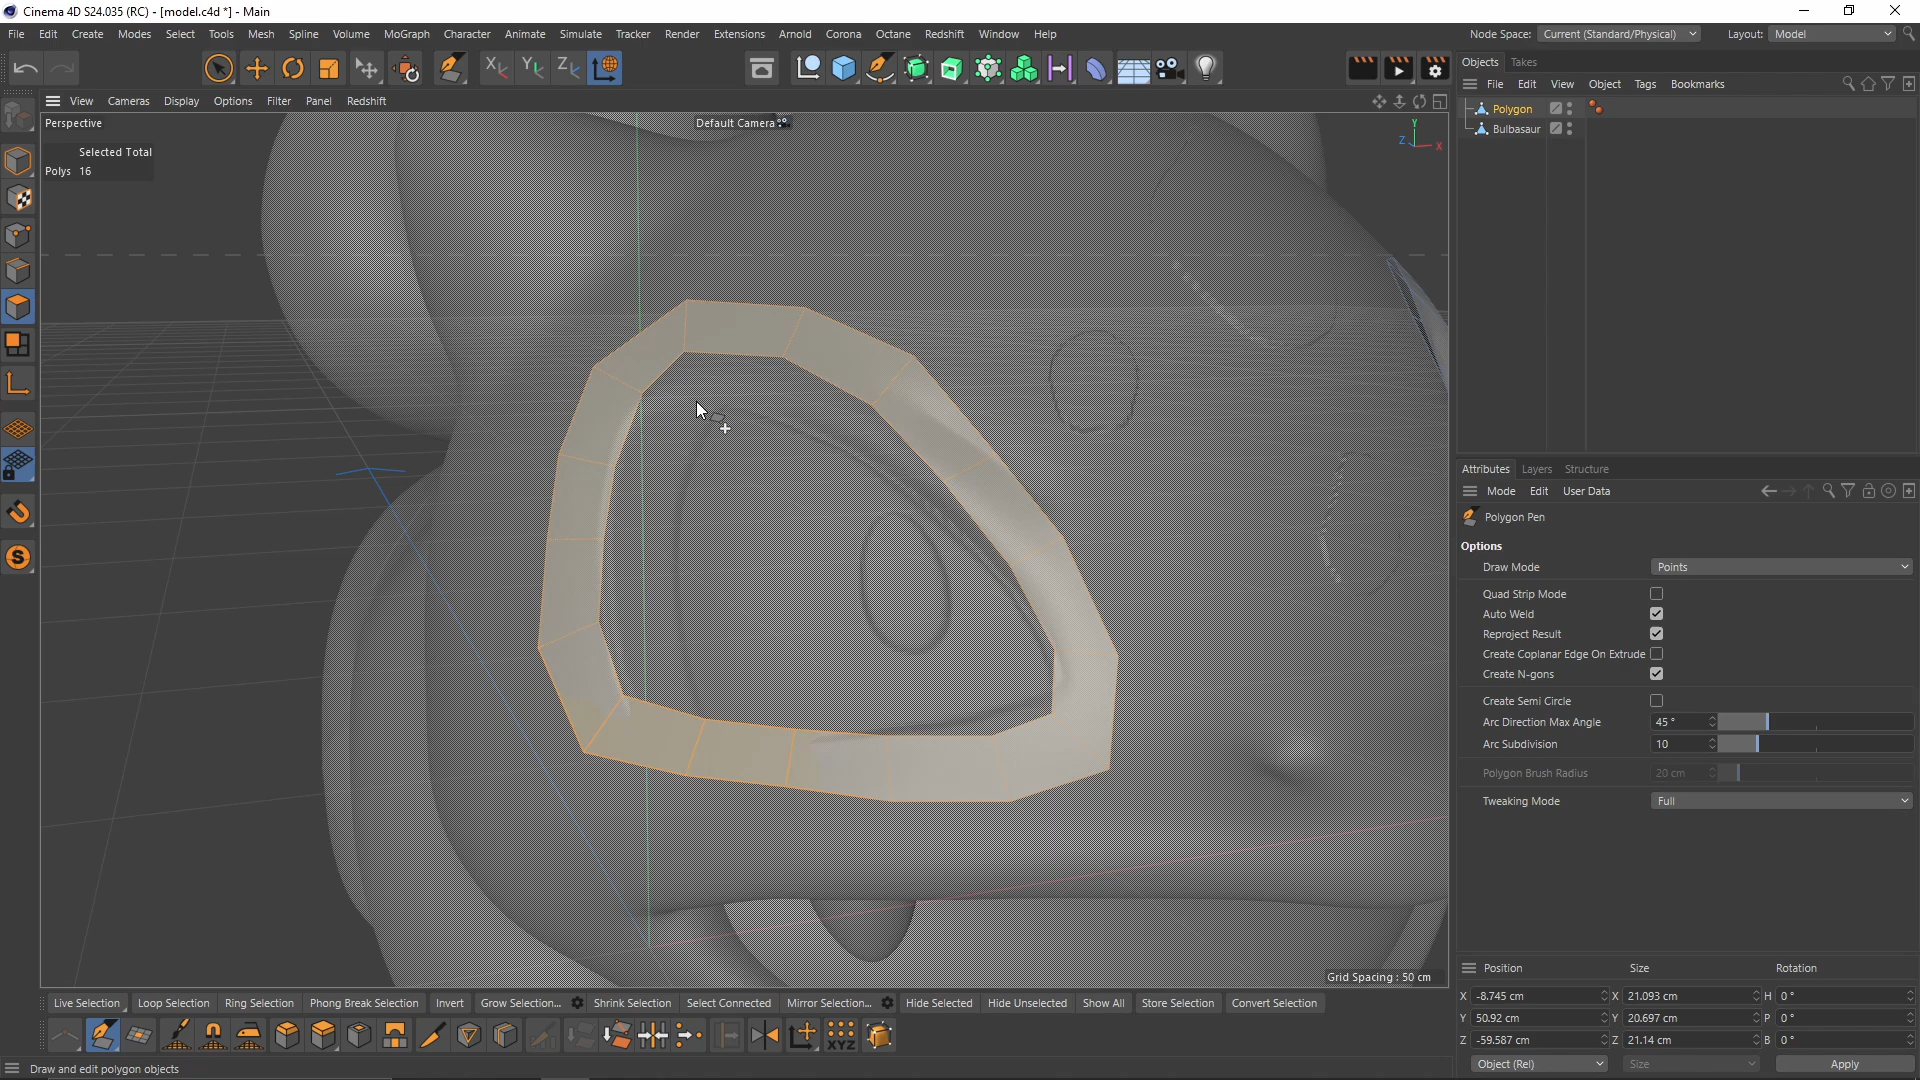 Cinema 4D S24.035 (RC) - [model.c4d *] - Main
File Edit Create Modes Select Tools Mesh Spline Volume MoGraph Character Animate Simulate Tracker Render Extensions Arnold Corona Octane Redshift Window Help
Node Space: Current (Standard/Physical) Layout: Model
Objects Takes
File Edit View Object Tags Bookmarks
Polygon
Bulbasaur
View Cameras Display Options Filter Panel Redshift
Perspective
Default Camera
Y
Z
X
Selected Total
Polys 16
Attributes Layers Structure
Mode Edit User Data
Polygon Pen
Options
Draw Mode Points
Quad Strip Mode
Auto Weld
Reproject Result
Create Coplanar Edge On Extrude
Create N-gons
Create Semi Circle
Arc Direction Max Angle 45 °
Arc Subdivision 10
Polygon Brush Radius 20 cm
Tweaking Mode Full
Grid Spacing : 50 cm
Position Size Rotation
X -8.745 cm X 21.093 cm H 0 °
Y 50.92 cm Y 20.697 cm P 0 °
Z -59.587 cm Z 21.14 cm B 0 °
Object (Rel) Size Apply
Live Selection Loop Selection Ring Selection Phong Break Selection Invert Grow Selection... Shrink Selection Select Connected Mirror Selection... Hide Selected Hide Unselected Show All Store Selection Convert Selection
XYZ
Draw and edit polygon objects